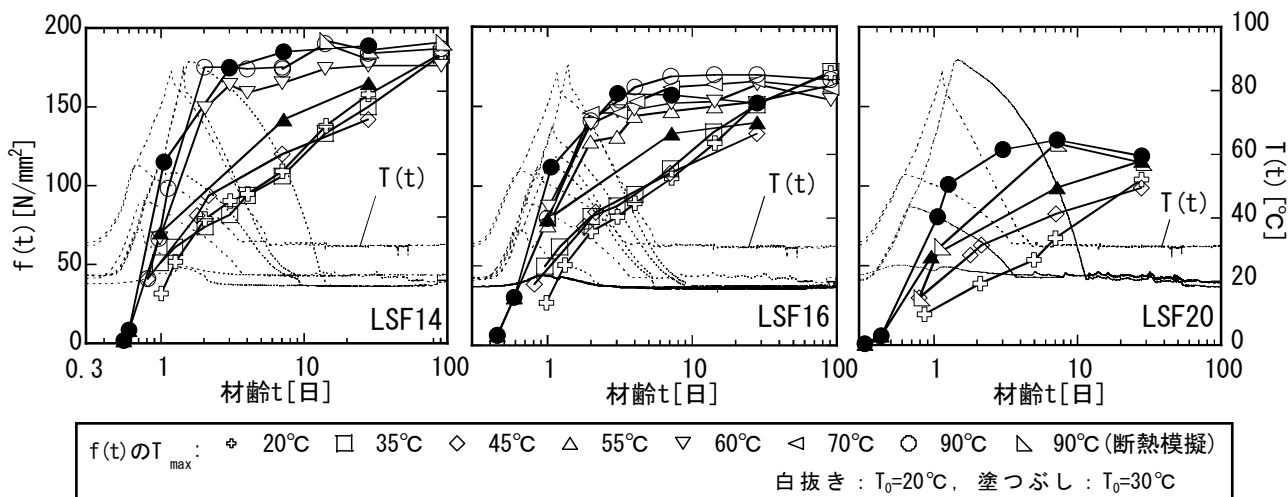 200
150
100
50
0
f(t)[N/mm²]
T(t)
LSF14
0.3 1 10 100
材齢t[日]
T(t)
LSF16
1 10 100
材齢t[日]
100
80
60
40
20
0
T(t)[℃]
T(t)
LSF20
1 10 100
材齢t[日]
f(t)のTmax: 20℃ 35℃ 45℃ 55℃ 60℃ 70℃ 90℃ 90℃(断熱模擬)
白抜き:T₀=20℃, 塗つぶし:T₀=30℃